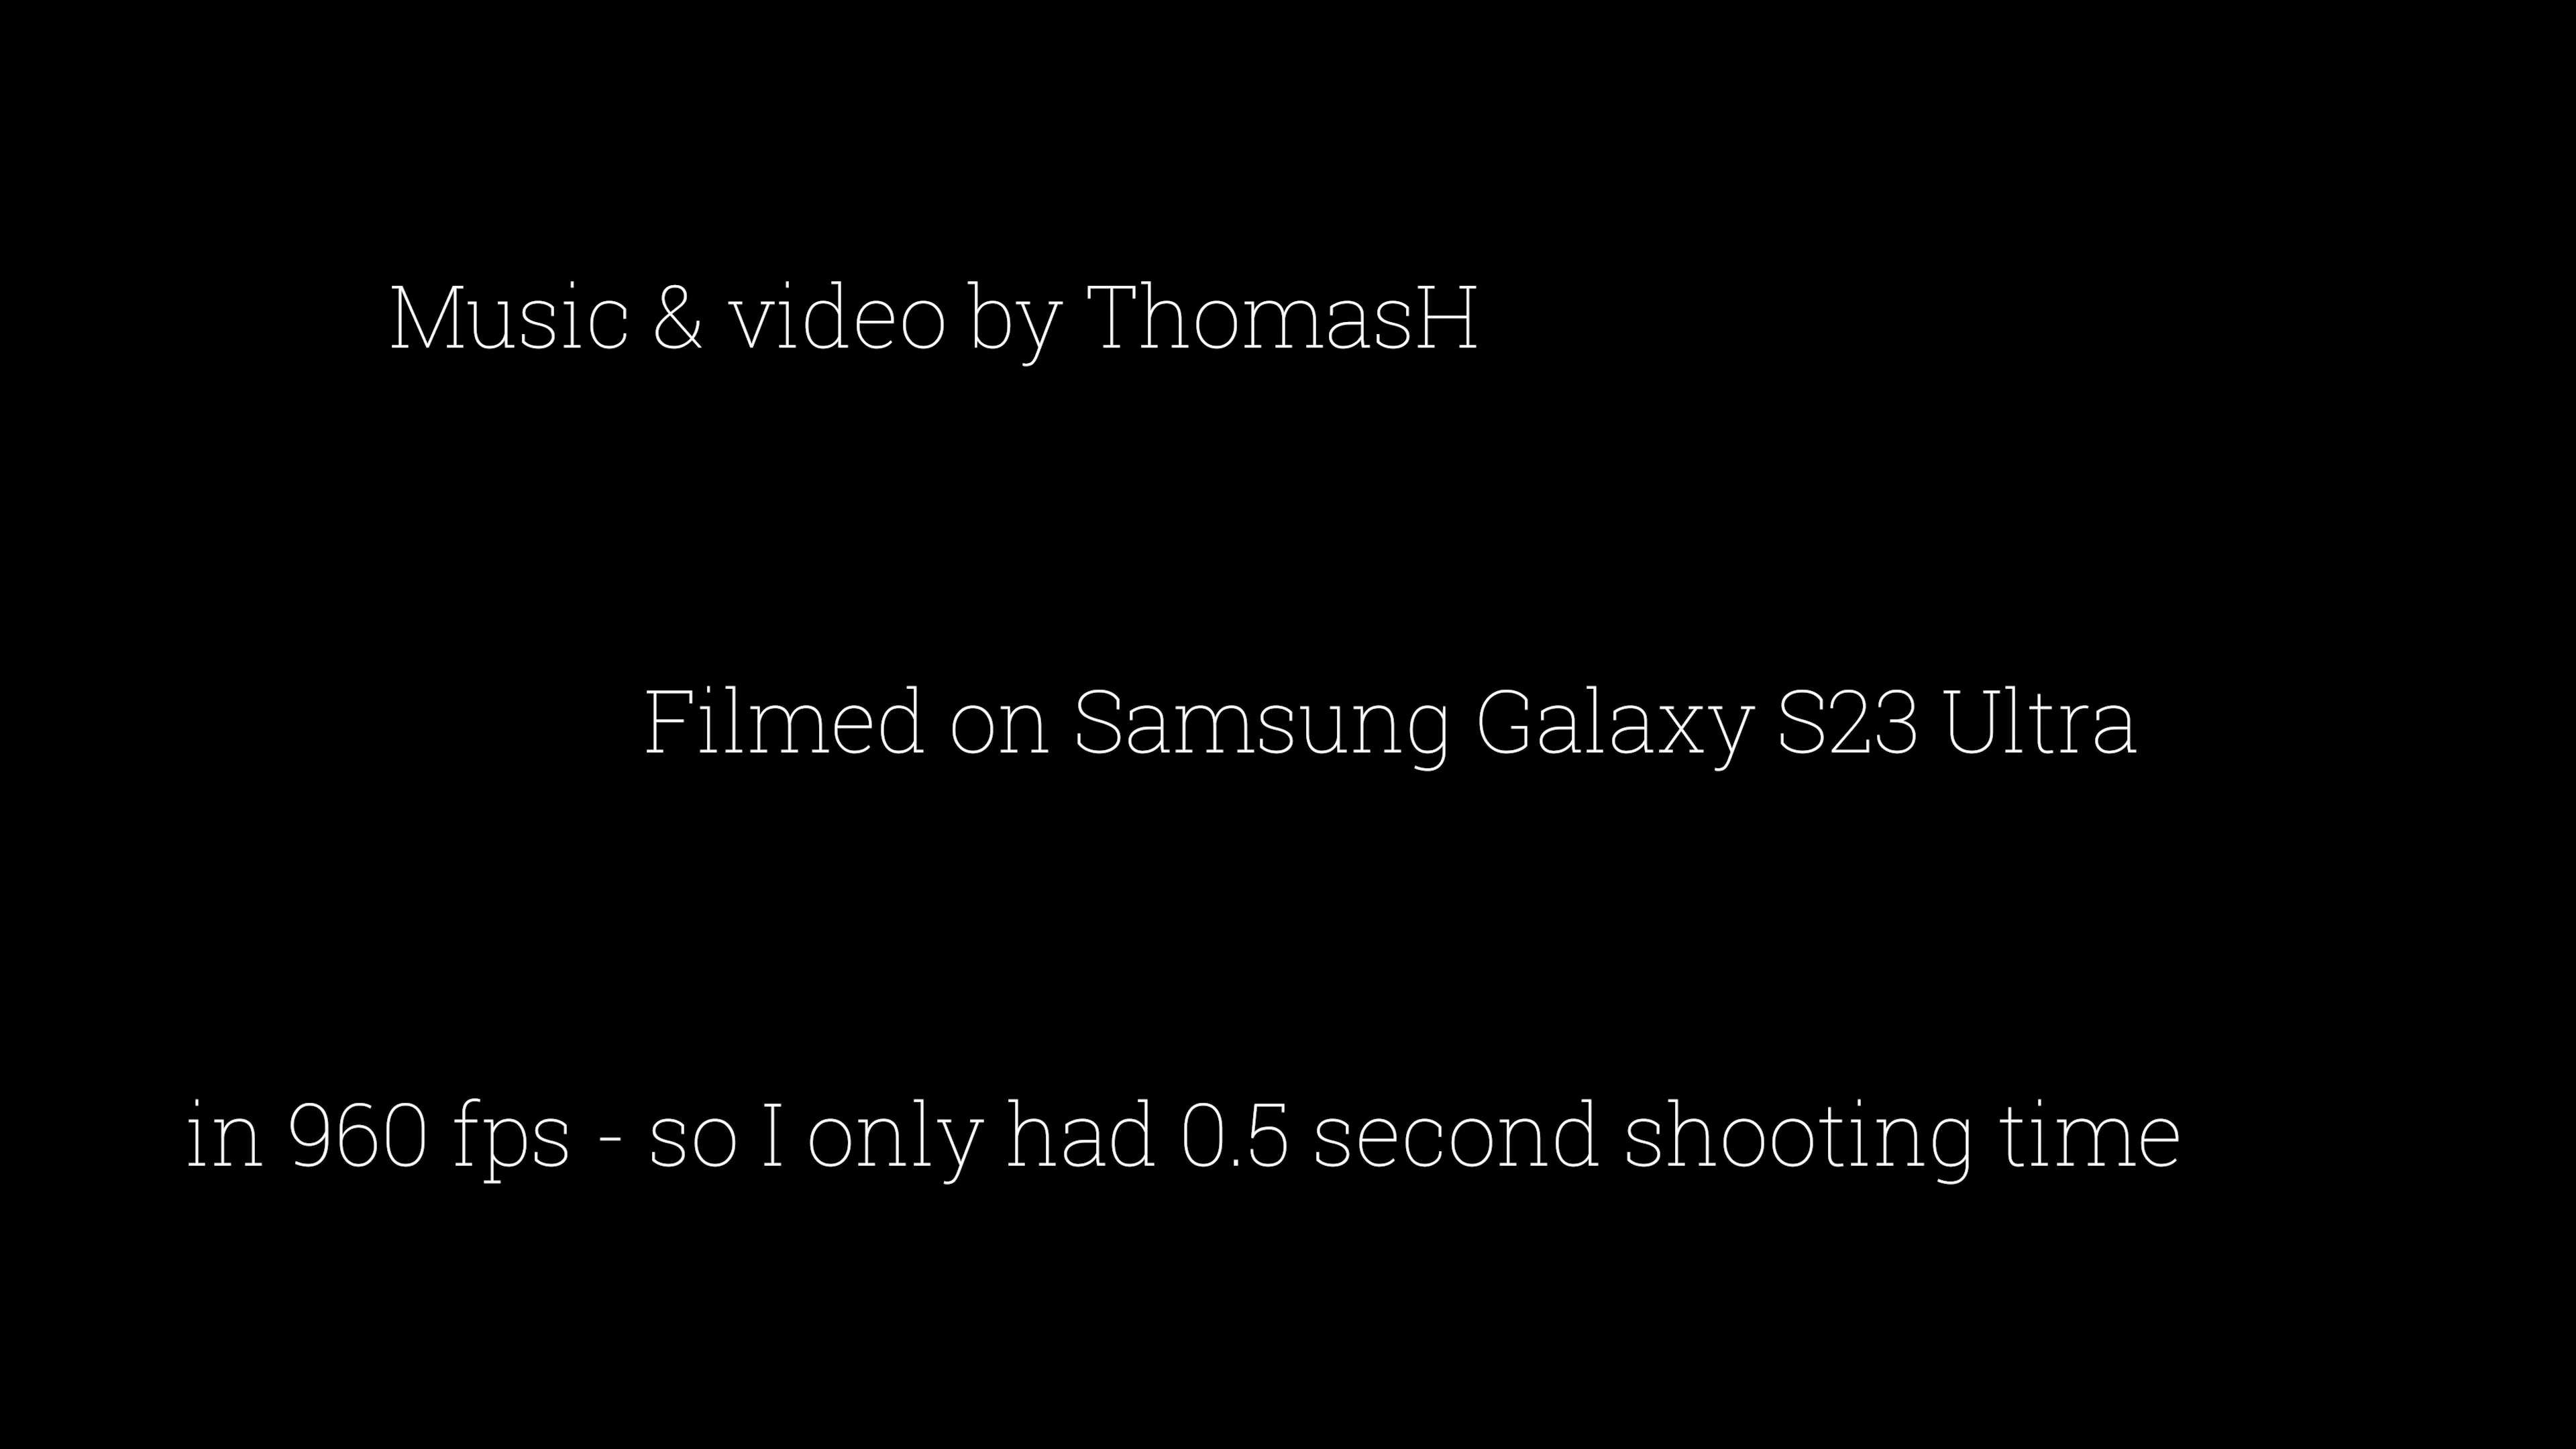 Music & video by ThomasH
Filmed on Samsung Galaxy S23 Ultra
in 960 fps - so I only had 0.5 second shooting time